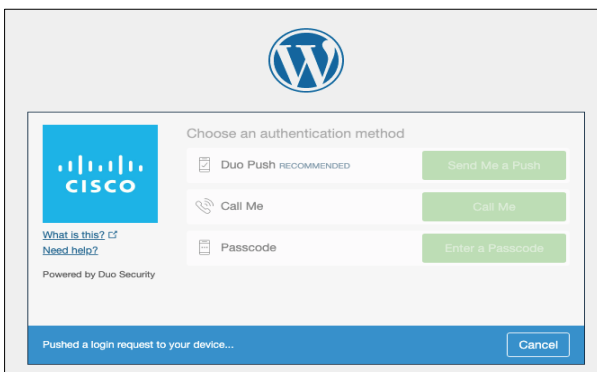 W
CISCO
What is this?
Need help?
Powered by Duo Security
Choose an authentication method
Duo Push RECOMMENDED
Send Me a Push
Call Me
Call Me
Passcode
Enter a Passcode
Pushed a login request to your device...
Cancel